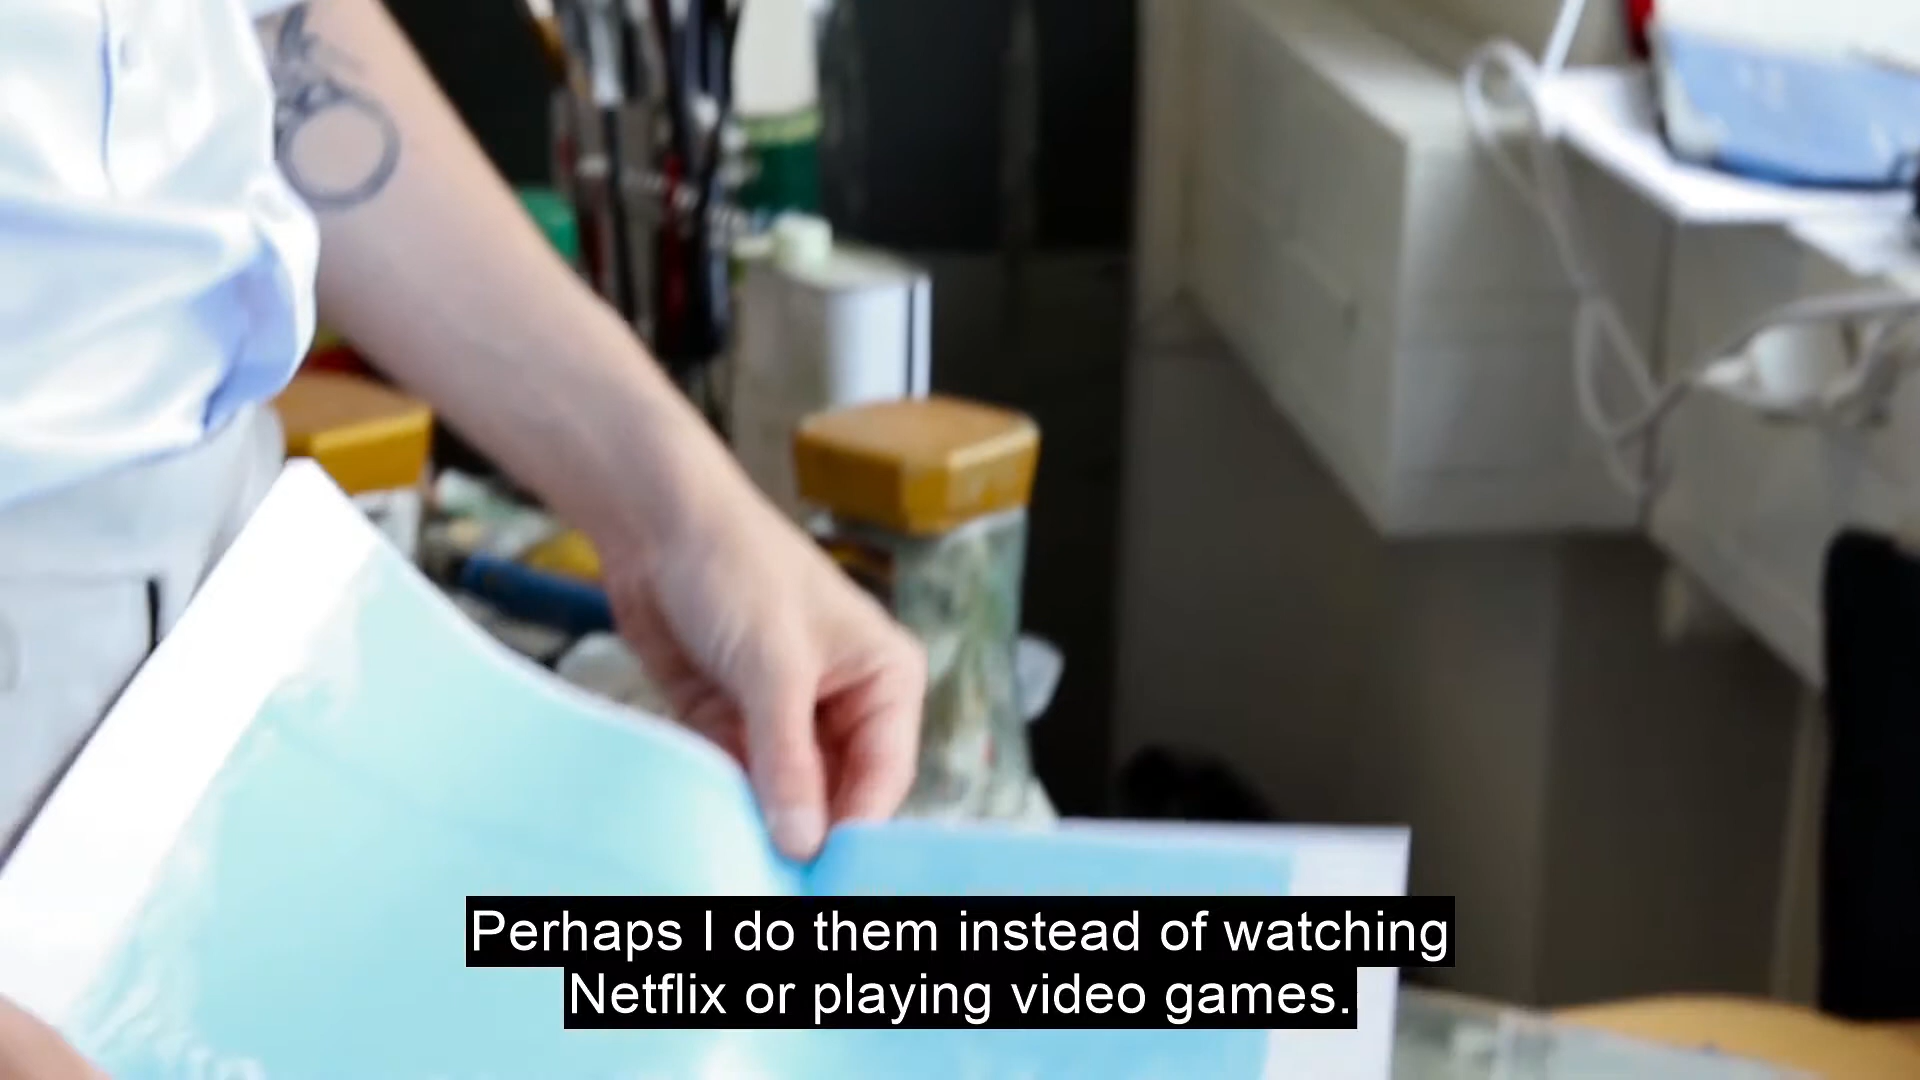 Perhaps I do them instead of watching
Netflix or playing video games.